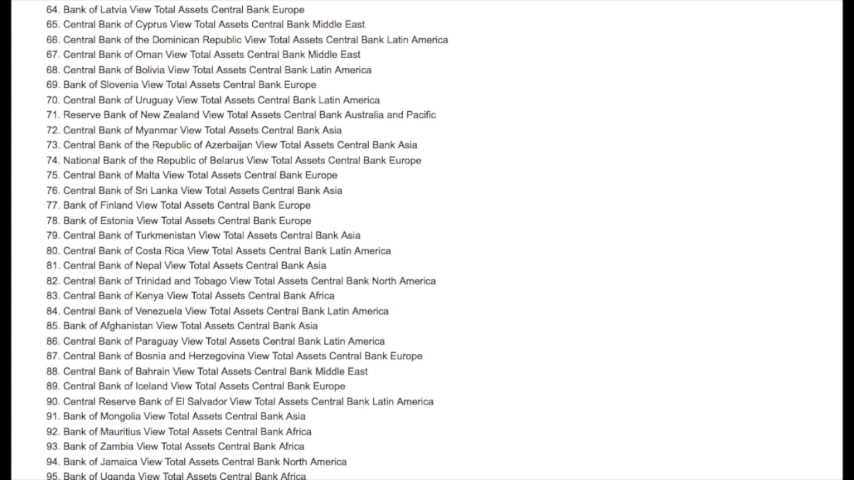 64. Bank of Latvia View Total Assets Central Bank Europe
65. Central Bank of Cyprus View Total Assets Central Bank Middle East
66. Central Bank of the Dominican Republic View Total Assets Central Bank Latin America
67. Central Bank of Oman View Total Assets Central Bank Middle East
68. Central Bank of Bolivia View Total Assets Central Bank Latin America
69. Bank of Slovenia View Total Assets Central Bank Europe
70. Central Bank of Uruguay View Total Assets Central Bank Latin America
71. Reserve Bank of New Zealand View Total Assets Central Bank Australia and Pacific
72. Central Bank of Myanmar View Total Assets Central Bank Asia
73. Central Bank of the Republic of Azerbaijan View Total Assets Central Bank Asia
74. National Bank of the Republic of Belarus View Total Assets Central Bank Europe
75. Central Bank of Malta View Total Assets Central Bank Europe
76. Central Bank of Sri Lanka View Total Assets Central Bank Asia
77. Bank of Finland View Total Assets Central Bank Europe
78. Bank of Estonia View Total Assets Central Bank Europe
79. Central Bank of Turkmenistan View Total Assets Central Bank Asia
80. Central Bank of Costa Rica View Total Assets Central Bank Latin America
81. Central Bank of Nepal View Total Assets Central Bank Asia
82. Central Bank of Trinidad and Tobago View Total Assets Central Bank North America
83. Central Bank of Kenya View Total Assets Central Bank Africa
84. Central Bank of Venezuela View Total Assets Central Bank Latin America
85. Bank of Afghanistan View Total Assets Central Bank Asia
86. Central Bank of Paraguay View Total Assets Central Bank Latin America
87. Central Bank of Bosnia and Herzegovina View Total Assets Central Bank Europe
88. Central Bank of Bahrain View Total Assets Central Bank Middle East
89. Central Bank of Iceland View Total Assets Central Bank Europe
90. Central Reserve Bank of El Salvador View Total Assets Central Bank Latin America
91. Bank of Mongolia View Total Assets Central Bank Asia
92. Bank of Mauritius View Total Assets Central Bank Africa
93. Bank of Zambia View Total Assets Central Bank Africa
94. Bank of Jamaica View Total Assets Central Bank North America
95. Bank of Uganda View Total Assets Central Bank Africa